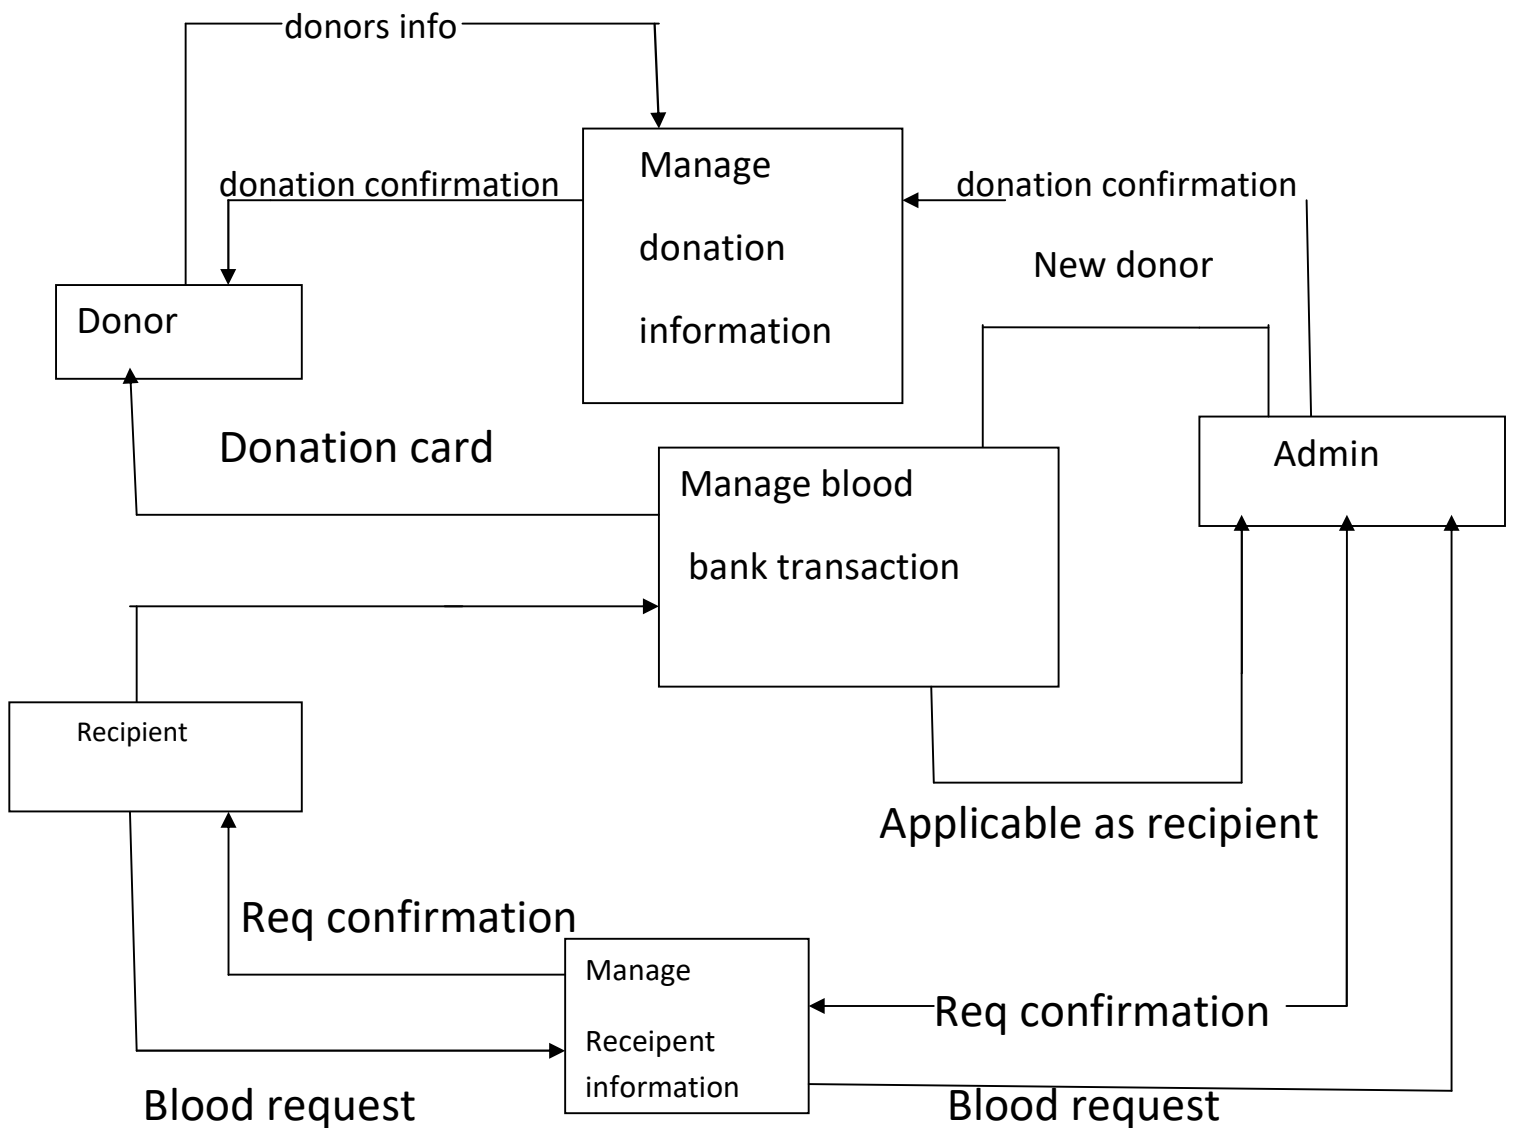 donors info
Manage
donation
information
donation confirmation
donation confirmation
New donor
Donor
Donation card
Admin
Manage blood
bank transaction
Recipient
Applicable as recipient
Req confirmation
Manage
Receipent
information
Req confirmation
Blood request
Blood request